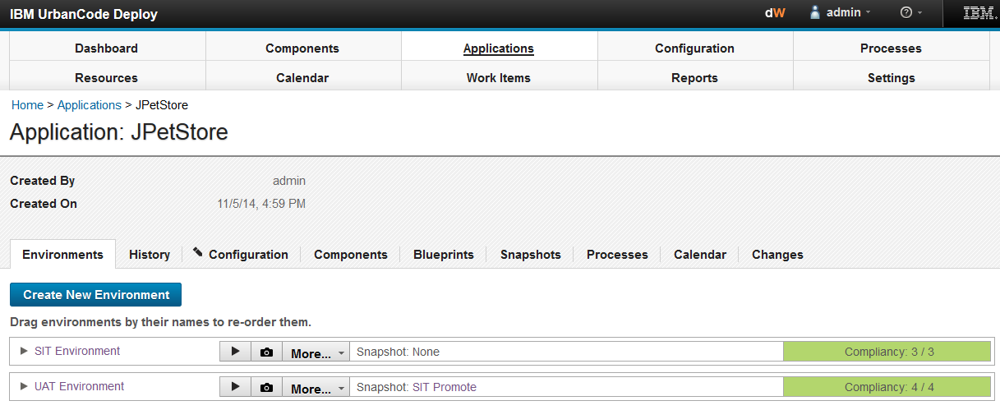 IBM UrbanCode Deploy dW admin IBM.
Dashboard Components Applications Configuration Processes
Resources Calendar Work Items Reports Settings
Home > Applications > JPetStore
Application: JPetStore
Created By admin
Created On 11/5/14, 4:59 PM
Environments History Configuration Components Blueprints Snapshots Processes Calendar Changes
Create New Environment
Drag environments by their names to re-order them.
SIT Environment More... Snapshot: None Compliancy: 3 / 3
UAT Environment More... Snapshot: SIT Promote Compliancy: 4 / 4